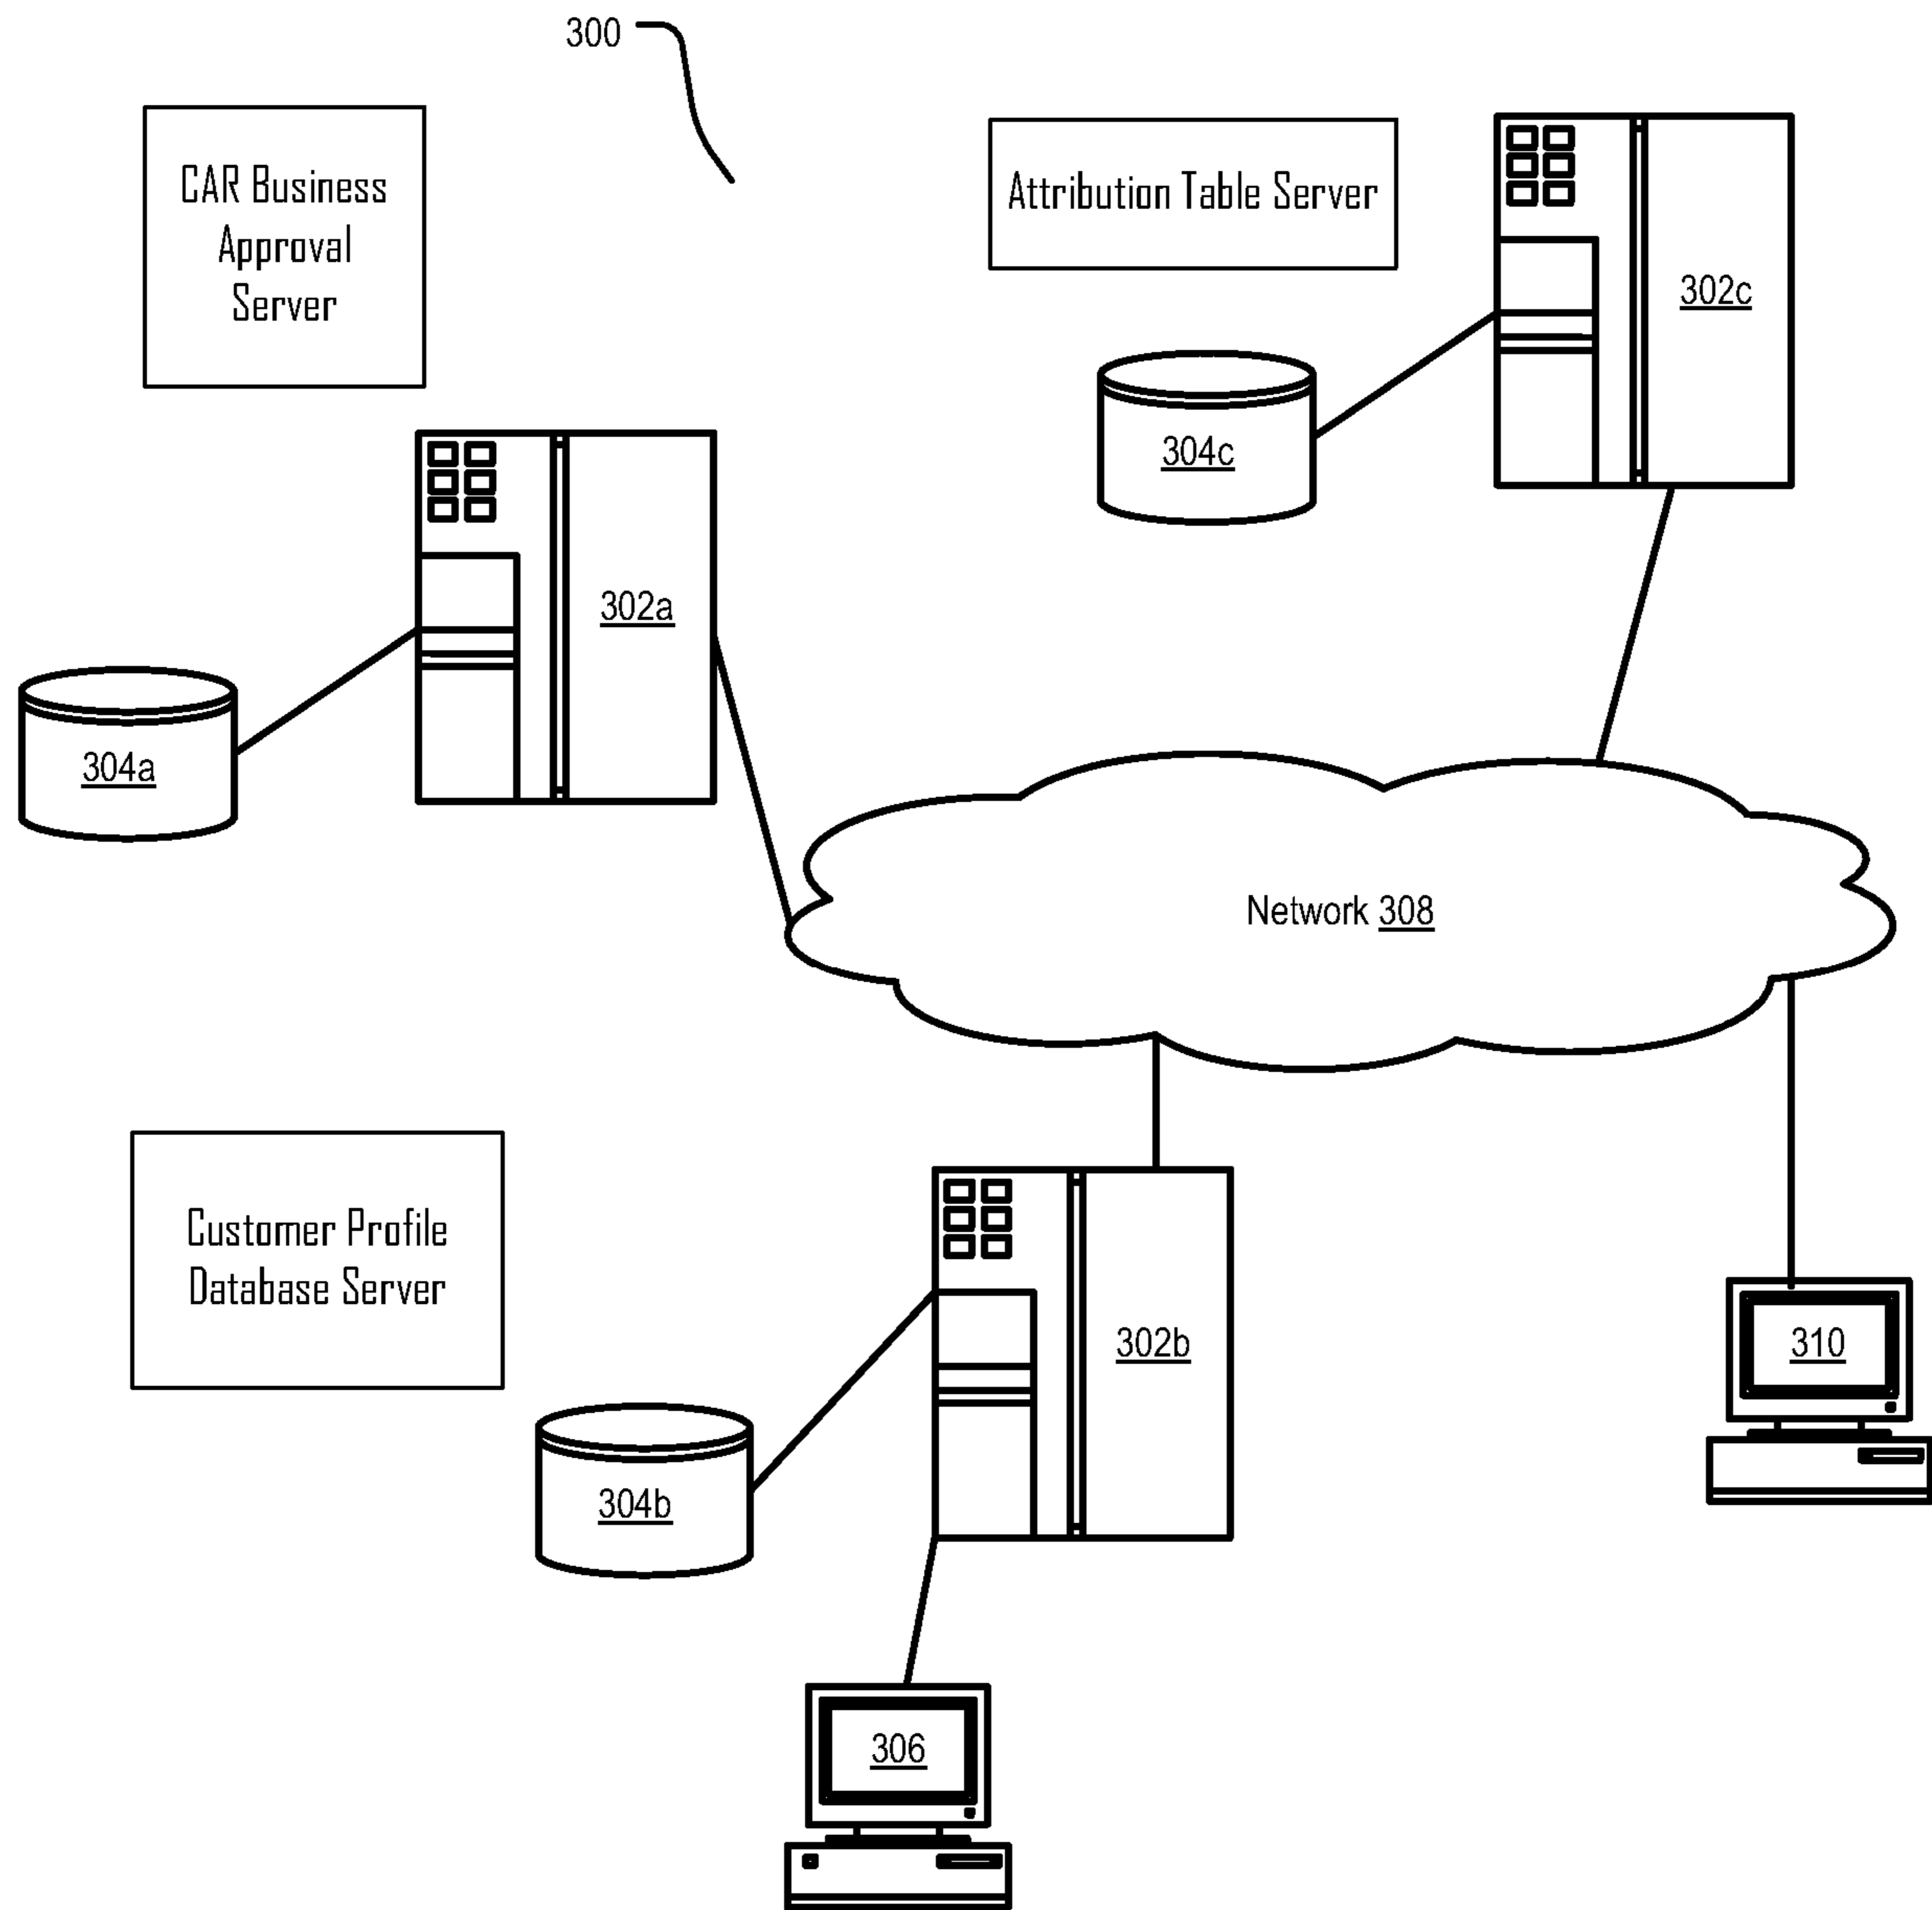 300
CAR Business
Approval
Server
Attribution Table Server
302c
304c
302a
304a
Network 308
Customer Profile
Database Server
302b
310
304b
306